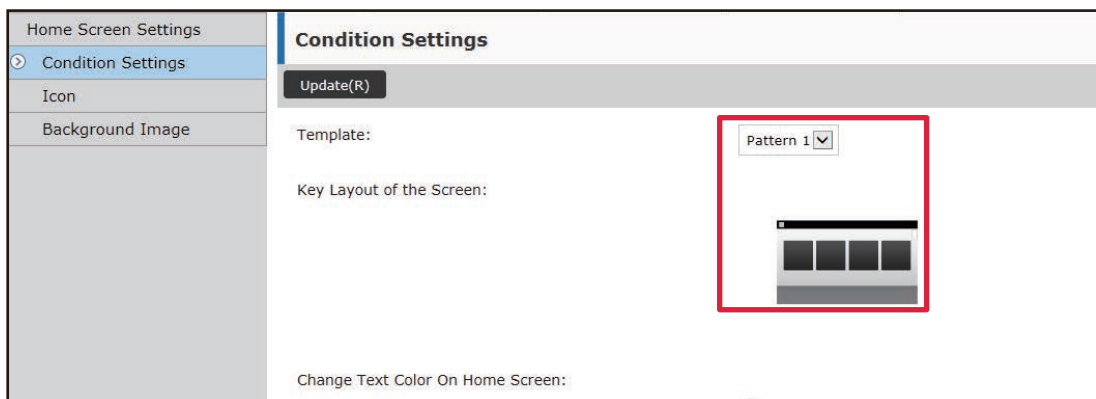 Home Screen Settings
Condition Settings
Icon
Background Image
Condition Settings
Update(R)
Template:
Pattern 1
Key Layout of the Screen:
Change Text Color On Home Screen: